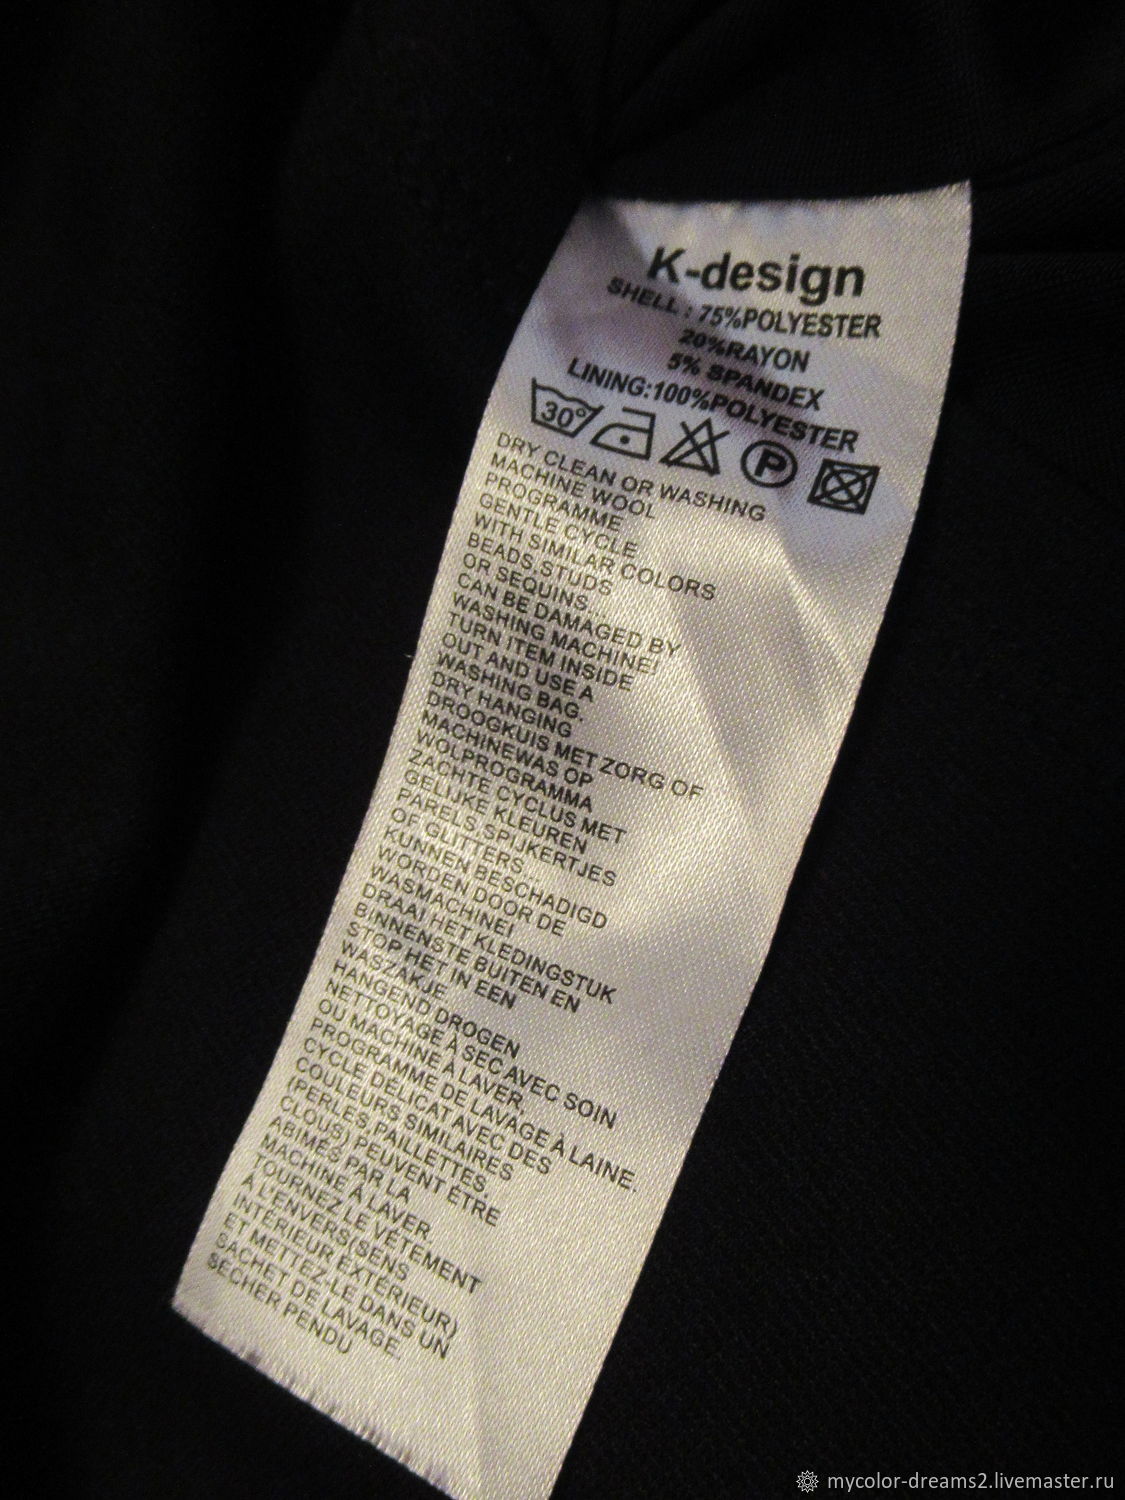 K-design
SHELL : 75%POLYESTER
20%RAYON
5% SPANDEX
LINING:100%POLYESTER
30°
P
DRY CLEAN OR WASHING
MACHINE WOOL
PROGRAMME
GENTLE CYCLE
WITH SIMILAR COLORS
BEADS,STUDS
OR SEQUINS...
CAN BE DAMAGED BY
WASHING MACHINE!
TURN ITEM INSIDE
OUT AND USE A
WASHING BAG.
DRY HANGING
DROOGKUIS MET ZORG OF
MACHINEWAS OP
WOLPROGRAMMA
ZACHTE CYCLUS MET
GELIJKE KLEUREN
PARELS,SPIJKERTJES
OF GLITTERS...
KUNNEN BESCHADIGD
WORDEN DOOR DE
WASMACHINE!
DRAAI HET KLEDINGSTUK
BINNENSTE BUITEN EN
STOP HET IN EEN
WASZAKJE
HANGEND DROGEN
NETTOYAGE À SEC AVEC SOIN
OU MACHINE À LAVER,
PROGRAMME DE LAVAGE À LAINE.
CYCLE DÉLICAT AVEC DES
COULEURS SIMILAIRES
(PERLES, PAILLETTES,
CLOUS) PEUVENT ÊTRE
ABIMÉS PAR LA
MACHINE À LAVER
TOURNEZ LE VÊTEMENT
À L'ENVERS(SENS
INTÉRIEUR EXTÉRIEUR)
ET METTEZ-LE DANS UN
SACHET DE LAVAGE.
SÉCHER PENDU
mycolor-dreams2.livemaster.ru